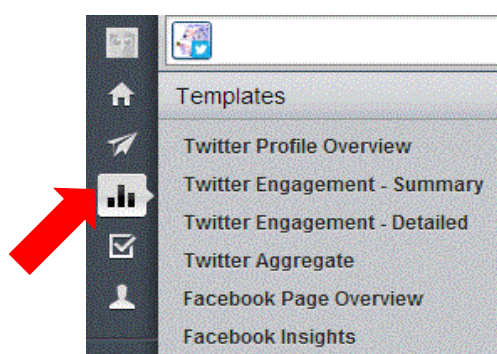 Templates
Twitter Profile Overview
Twitter Engagement - Summary
Twitter Engagement - Detailed
Twitter Aggregate
Facebook Page Overview
Facebook Insights